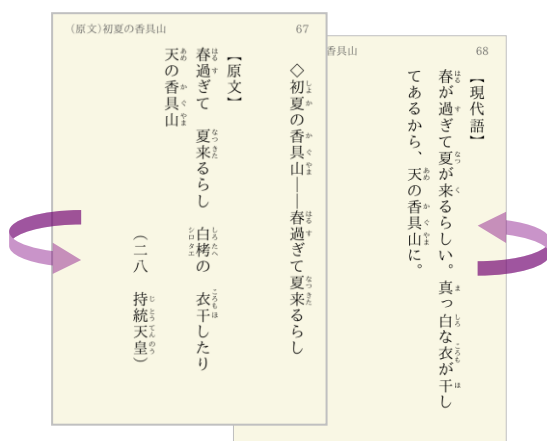 (原文)初夏の香具山
67
◇初夏の香具山――春過ぎて夏来るらし
【原文】
春過ぎて　夏来るらし　白栲の　衣干したり
天の香具山
(二八　持統天皇)
香具山
68
【現代語】
春が過ぎて夏が来るらしい。真っ白な衣が干し
てあるから、天の香具山に。